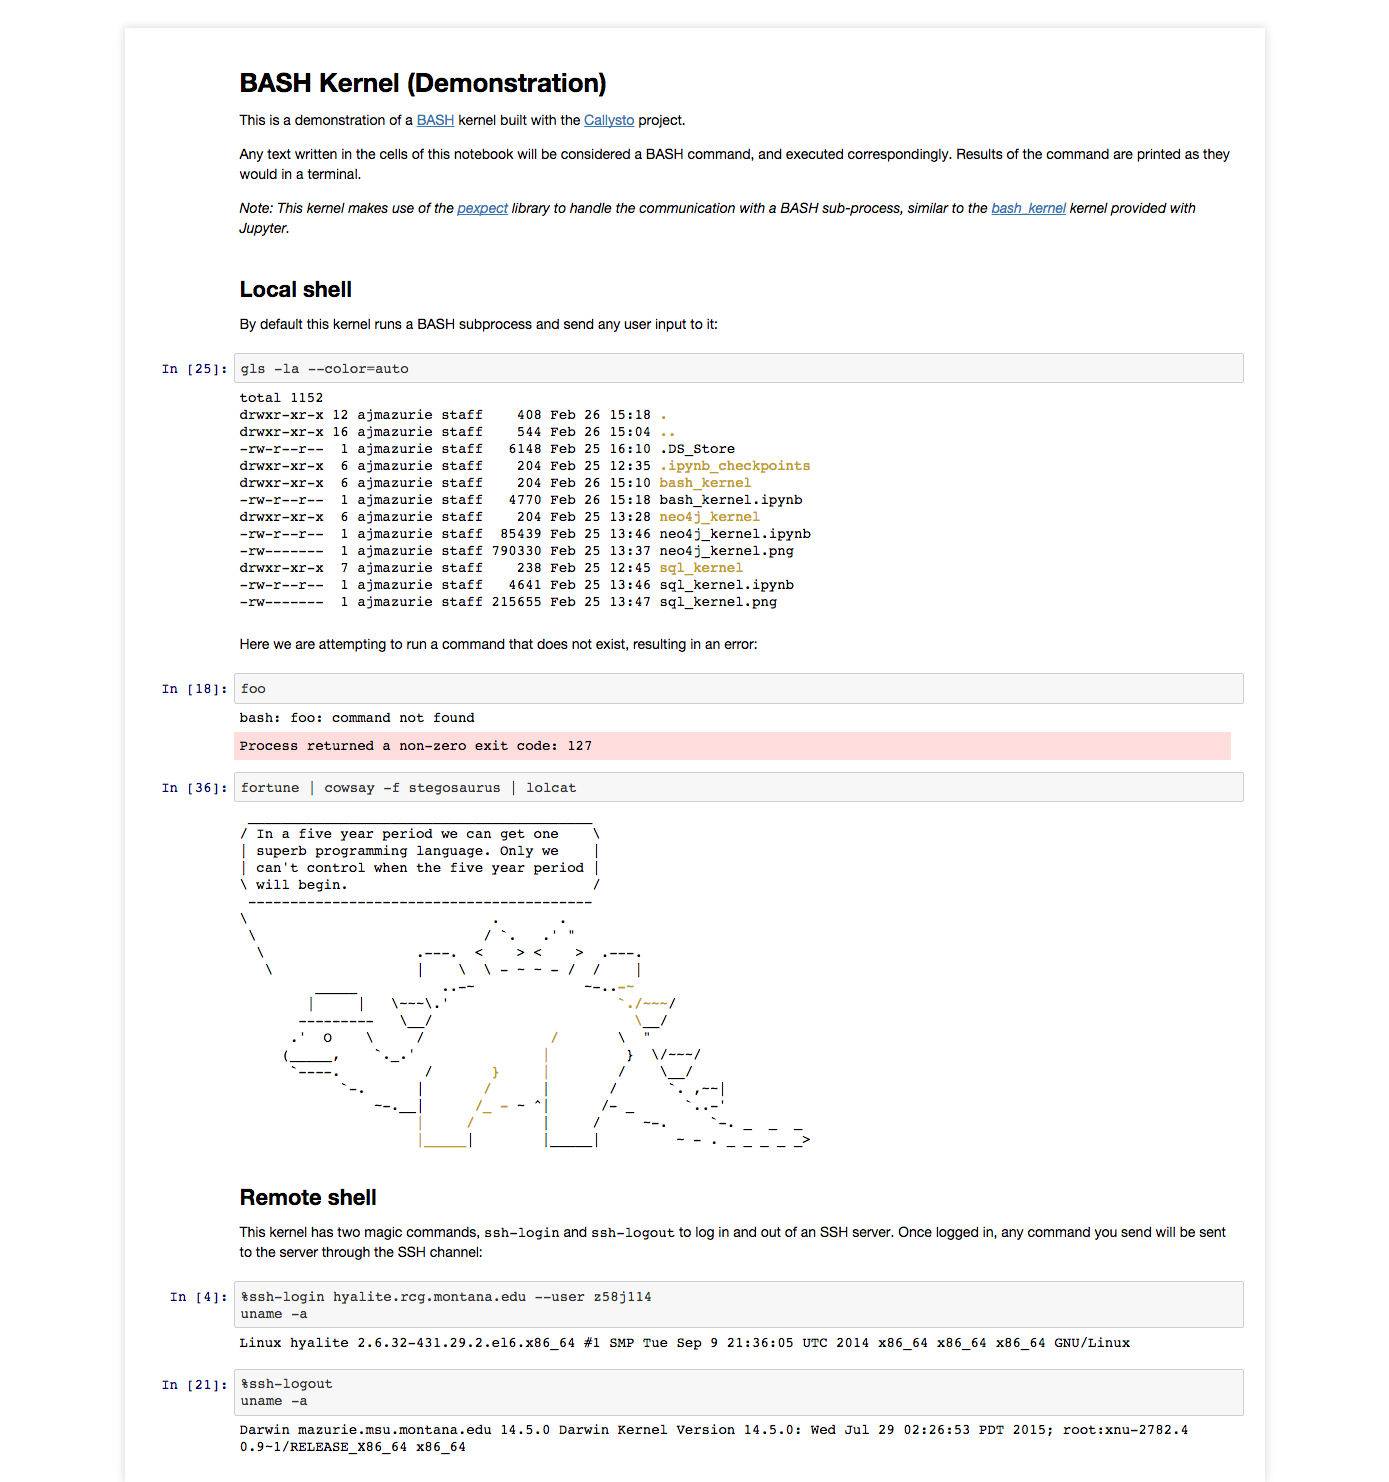 BASH Kernel (Demonstration)
This is a demonstration of a BASH kernel built with the Callysto project.
Any text written in the cells of this notebook will be considered a BASH command, and executed correspondingly. Results of the command are printed as they
would in a terminal.
Note: This kernel makes use of the pexpect library to handle the communication with a BASH sub-process, similar to the bash_kernel kernel provided with
Jupyter.
Local shell
By default this kernel runs a BASH subprocess and send any user input to it:
In [25]: gls -la --color=auto
total 1152
drwxr-xr-x 12 ajmazurie staff    408 Feb 26 15:18 .
drwxr-xr-x 16 ajmazurie staff    544 Feb 26 15:04 ..
-rw-r--r--  1 ajmazurie staff   6148 Feb 25 16:10 .DS_Store
drwxr-xr-x  6 ajmazurie staff    204 Feb 25 12:35 .ipynb_checkpoints
drwxr-xr-x  6 ajmazurie staff    204 Feb 26 15:10 bash_kernel
-rw-r--r--  1 ajmazurie staff   4770 Feb 26 15:18 bash_kernel.ipynb
drwxr-xr-x  6 ajmazurie staff    204 Feb 25 13:28 neo4j_kernel
-rw-r--r--  1 ajmazurie staff  85439 Feb 25 13:46 neo4j_kernel.ipynb
-rw-------  1 ajmazurie staff 790330 Feb 25 13:37 neo4j_kernel.png
drwxr-xr-x  7 ajmazurie staff    238 Feb 25 12:45 sql_kernel
-rw-r--r--  1 ajmazurie staff   4641 Feb 25 13:46 sql_kernel.ipynb
-rw-------  1 ajmazurie staff 215655 Feb 25 13:47 sql_kernel.png
Here we are attempting to run a command that does not exist, resulting in an error:
In [18]: foo
bash: foo: command not found
Process returned a non-zero exit code: 127
In [36]: fortune | cowsay -f stegosaurus | lolcat
/ In a five year period we can get one    \
| superb programming language. Only we    |
| can't control when the five year period |
\ will begin.                             /
Remote shell
This kernel has two magic commands, ssh-login and ssh-logout to log in and out of an SSH server. Once logged in, any command you send will be sent
to the server through the SSH channel:
In [4]: %ssh-login hyalite.rcg.montana.edu --user z58j114
uname -a
Linux hyalite 2.6.32-431.29.2.el6.x86_64 #1 SMP Tue Sep 9 21:36:05 UTC 2014 x86_64 x86_64 x86_64 GNU/Linux
In [21]: %ssh-logout
uname -a
Darwin mazurie.msu.montana.edu 14.5.0 Darwin Kernel Version 14.5.0: Wed Jul 29 02:26:53 PDT 2015; root:xnu-2782.4
0.9~1/RELEASE_X86_64 x86_64